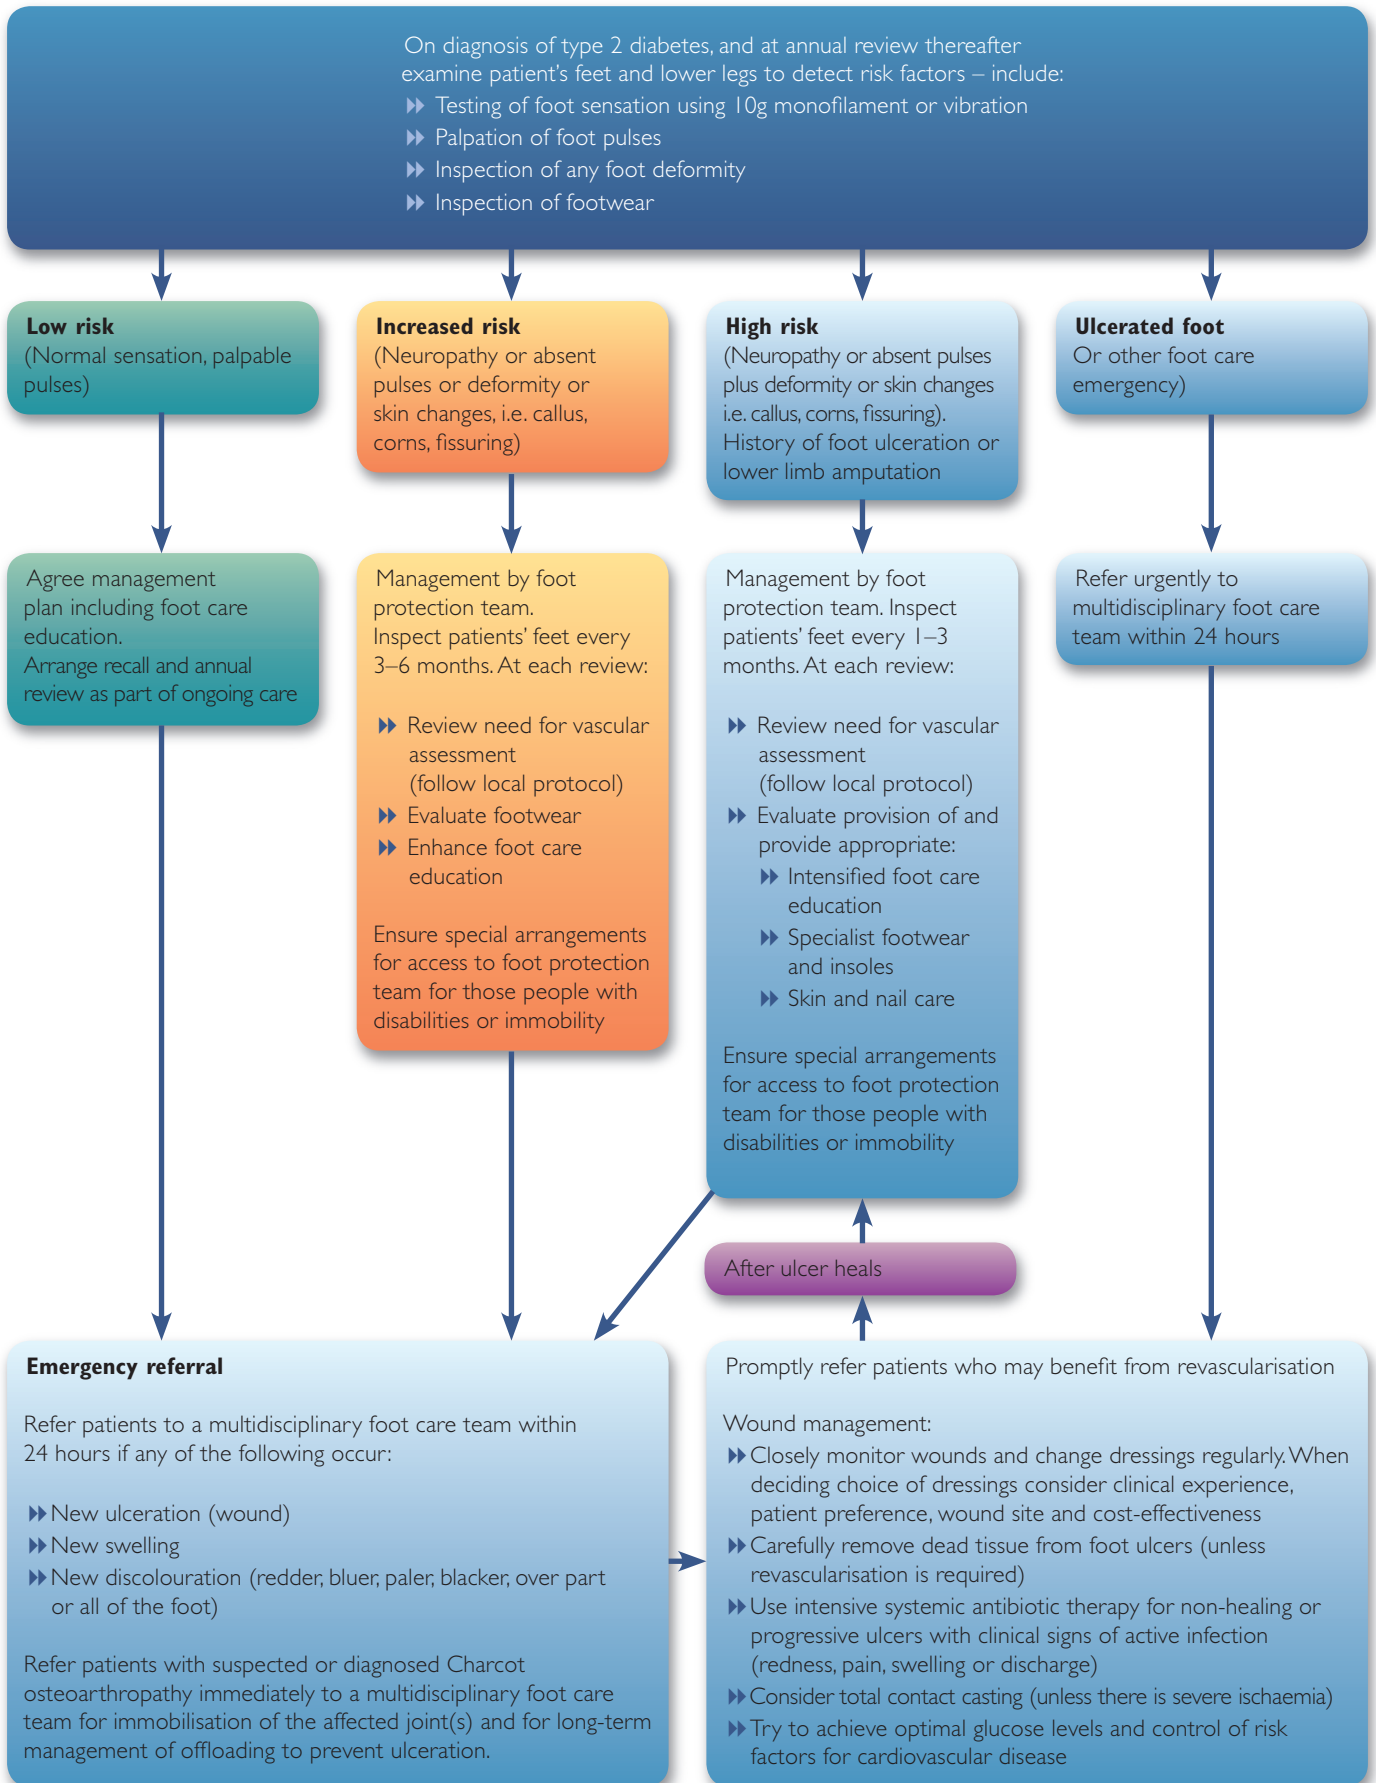 On diagnosis of type 2 diabetes, and at annual review thereafter
examine patient's feet and lower legs to detect risk factors – include:
Testing of foot sensation using 10g monofilament or vibration
Palpation of foot pulses
Inspection of any foot deformity
Inspection of footwear
Low risk
(Normal sensation, palpable
pulses)
Increased risk
(Neuropathy or absent
pulses or deformity or
skin changes, i.e. callus,
corns, fissuring)
High risk
(Neuropathy or absent pulses
plus deformity or skin changes
i.e. callus, corns, fissuring).
History of foot ulceration or
lower limb amputation
Ulcerated foot
Or other foot care
emergency)
Agree management
plan including foot care
education.
Arrange recall and annual
review as part of ongoing care
Management by foot
protection team.
Inspect patients' feet every
3–6 months. At each review:
Review need for vascular
assessment
(follow local protocol)
Evaluate footwear
Enhance foot care
education
Ensure special arrangements
for access to foot protection
team for those people with
disabilities or immobility
Management by foot
protection team. Inspect
patients' feet every 1–3
months. At each review:
Review need for vascular
assessment
(follow local protocol)
Evaluate provision of and
provide appropriate:
Intensified foot care
education
Specialist footwear
and insoles
Skin and nail care
Ensure special arrangements
for access to foot protection
team for those people with
disabilities or immobility
Refer urgently to
multidisciplinary foot care
team within 24 hours
After ulcer heals
Emergency referral
Refer patients to a multidisciplinary foot care team within
24 hours if any of the following occur:
New ulceration (wound)
New swelling
New discolouration (redder, bluer, paler, blacker, over part
or all of the foot)
Refer patients with suspected or diagnosed Charcot
osteoarthropathy immediately to a multidisciplinary foot care
team for immobilisation of the affected joint(s) and for long-term
management of offloading to prevent ulceration.
Promptly refer patients who may benefit from revascularisation
Wound management:
Closely monitor wounds and change dressings regularly. When
deciding choice of dressings consider clinical experience,
patient preference, wound site and cost-effectiveness
Carefully remove dead tissue from foot ulcers (unless
revascularisation is required)
Use intensive systemic antibiotic therapy for non-healing or
progressive ulcers with clinical signs of active infection
(redness, pain, swelling or discharge)
Consider total contact casting (unless there is severe ischaemia)
Try to achieve optimal glucose levels and control of risk
factors for cardiovascular disease